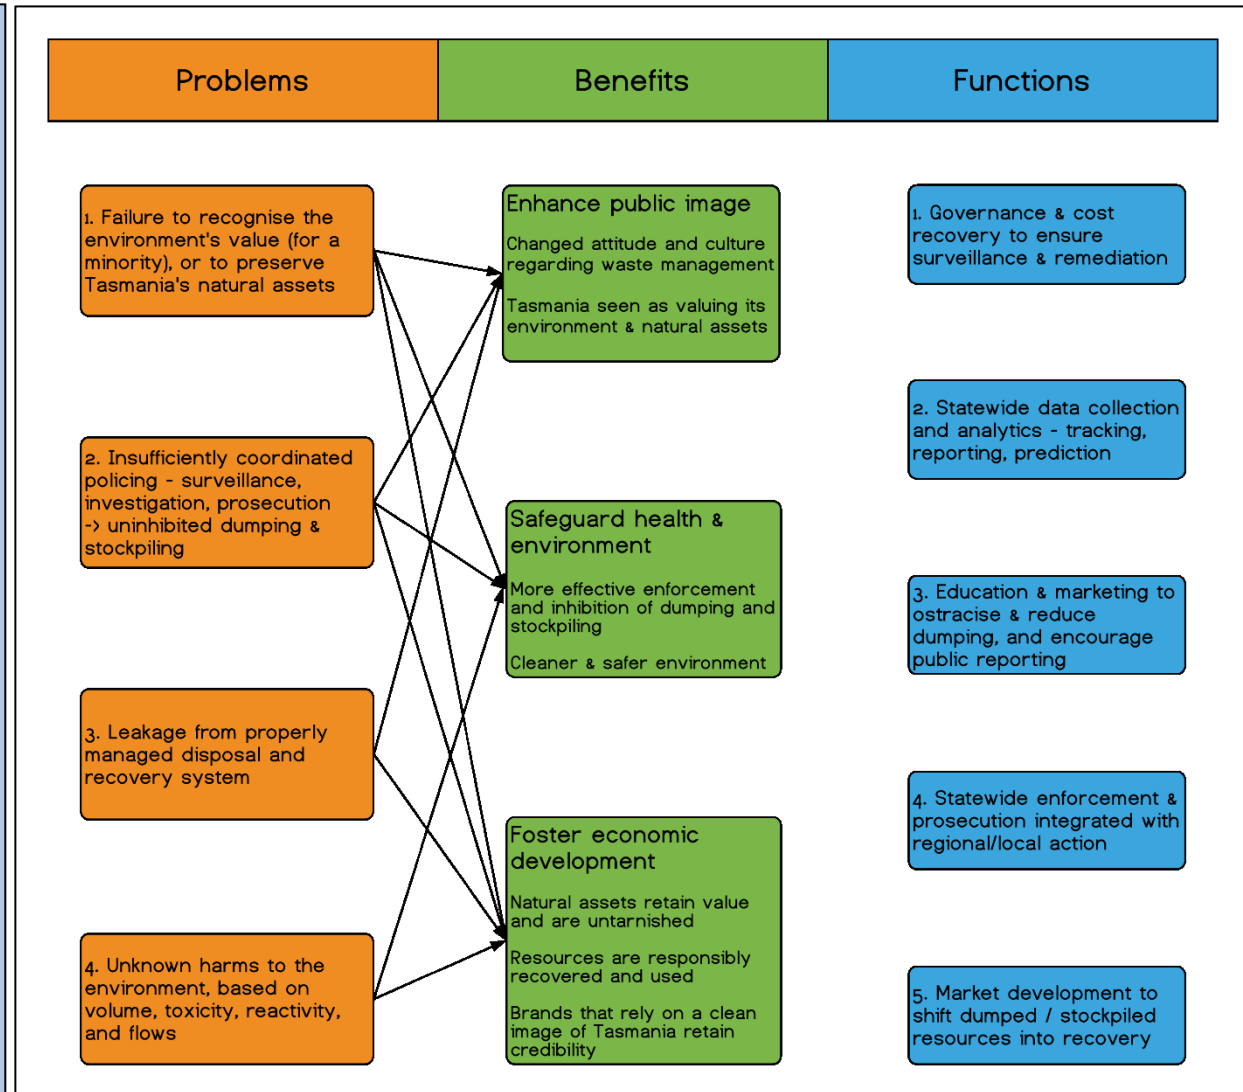 Problems
Benefits
Functions
1. Failure to recognise the
environment's value (for a
minority), or to preserve
Tasmania's natural assets
2. Insufficiently coordinated
policing - surveillance,
investigation, prosecution
-> uninhibited dumping &
stockpiling
3. Leakage from properly
managed disposal and
recovery system
4. Unknown harms to the
environment, based on
volume, toxicity, reactivity,
and flows
Enhance public image
Changed attitude and culture
regarding waste management
Tasmania seen as valuing its
environment & natural assets
Safeguard health &
environment
More effective enforcement
and inhibition of dumping and
stockpiling
Cleaner & safer environment
Foster economic
development
Natural assets retain value
and are untarnished
Resources are responsibly
recovered and used
Brands that rely on a clean
image of Tasmania retain
credibility
1. Governance & cost
recovery to ensure
surveillance & remediation
2. Statewide data collection
and analytics - tracking,
reporting, prediction
3. Education & marketing to
ostracise & reduce
dumping, and encourage
public reporting
4. Statewide enforcement &
prosecution integrated with
regional/local action
5. Market development to
shift dumped / stockpiled
resources into recovery